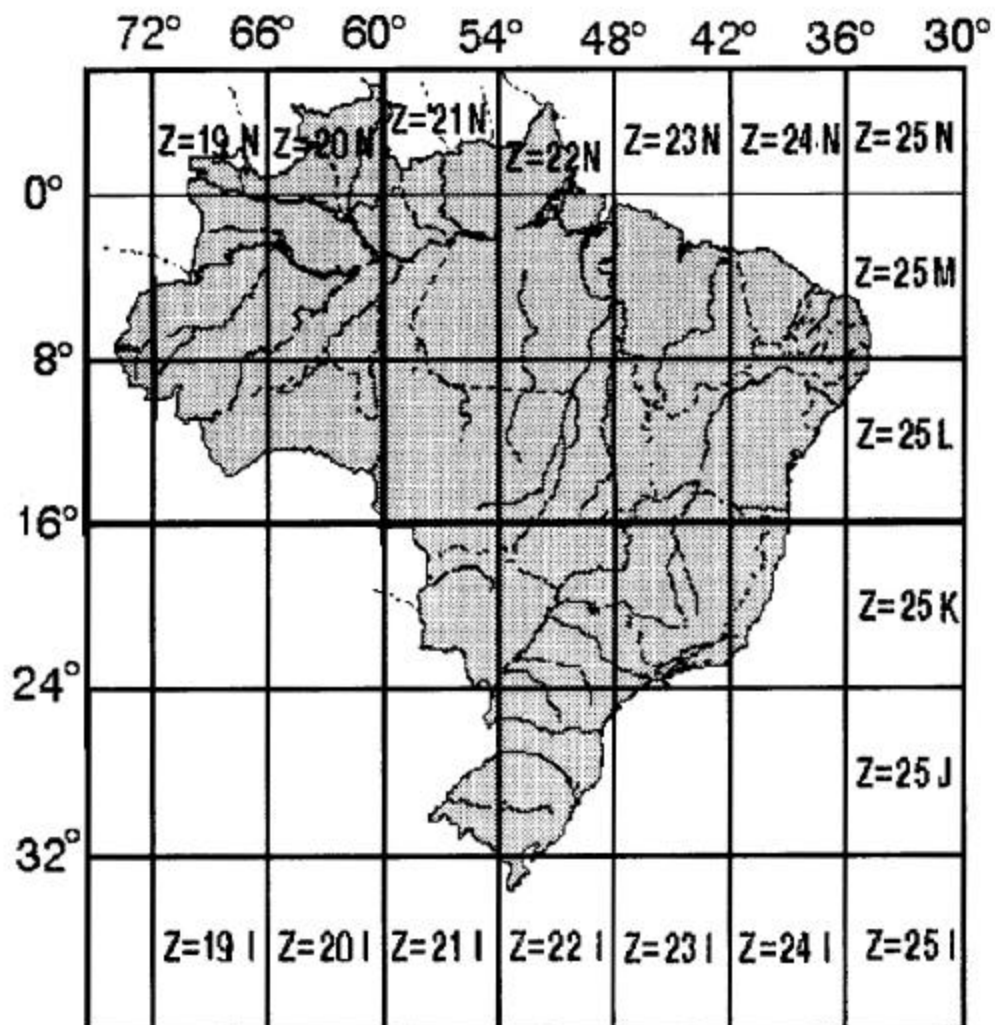 72° 66° 60° 54° 48° 42° 36° 30°
Z=19 N Z=20 N Z=21 N Z=22N Z=23 N Z=24 N Z=25 N
0°
Z=25 M
8°
Z=25 L
16°
Z=25 K
24°
Z=25 J
32°
Z=19 I Z=20 I Z=21 I Z=22 I Z=23 I Z=24 I Z=25 I